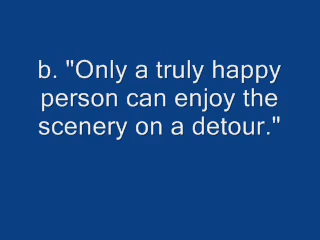 b. "Only a truly happy
person can enjoy the
scenery on a detour."